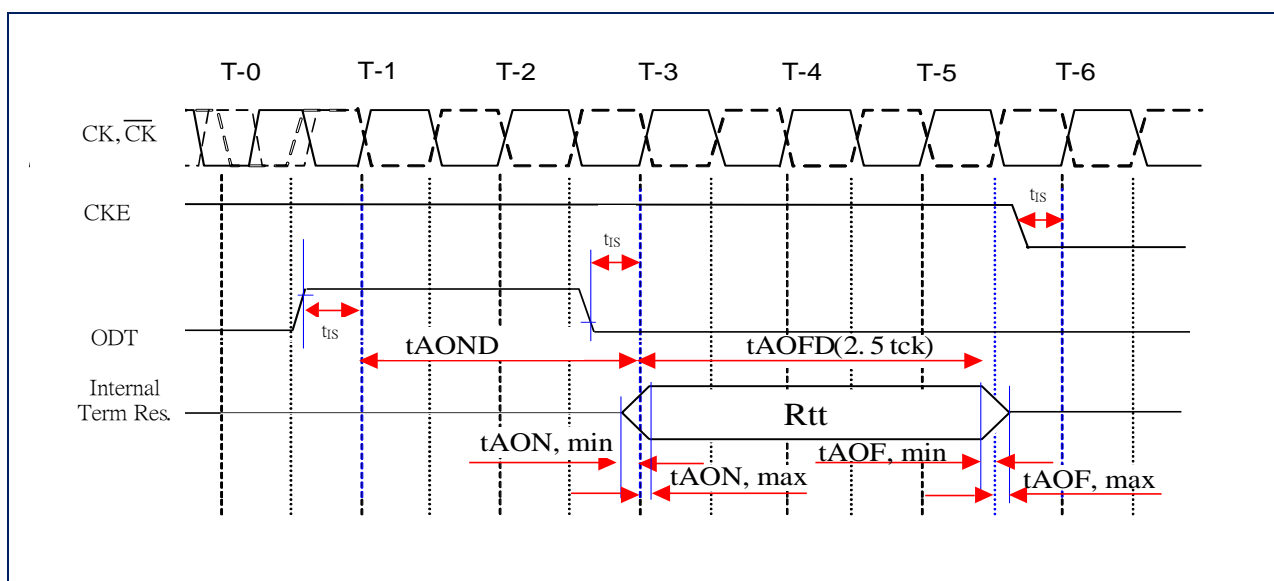 T-0 T-1 T-2 T-3 T-4 T-5 T-6
CK, CK
CKE
tIS
tIS
tIS
ODT
tAOND
tAOFD(2.5 tck)
Internal
Term Res.
Rtt
tAON, min
tAOF, min
tAON, max
tAOF, max